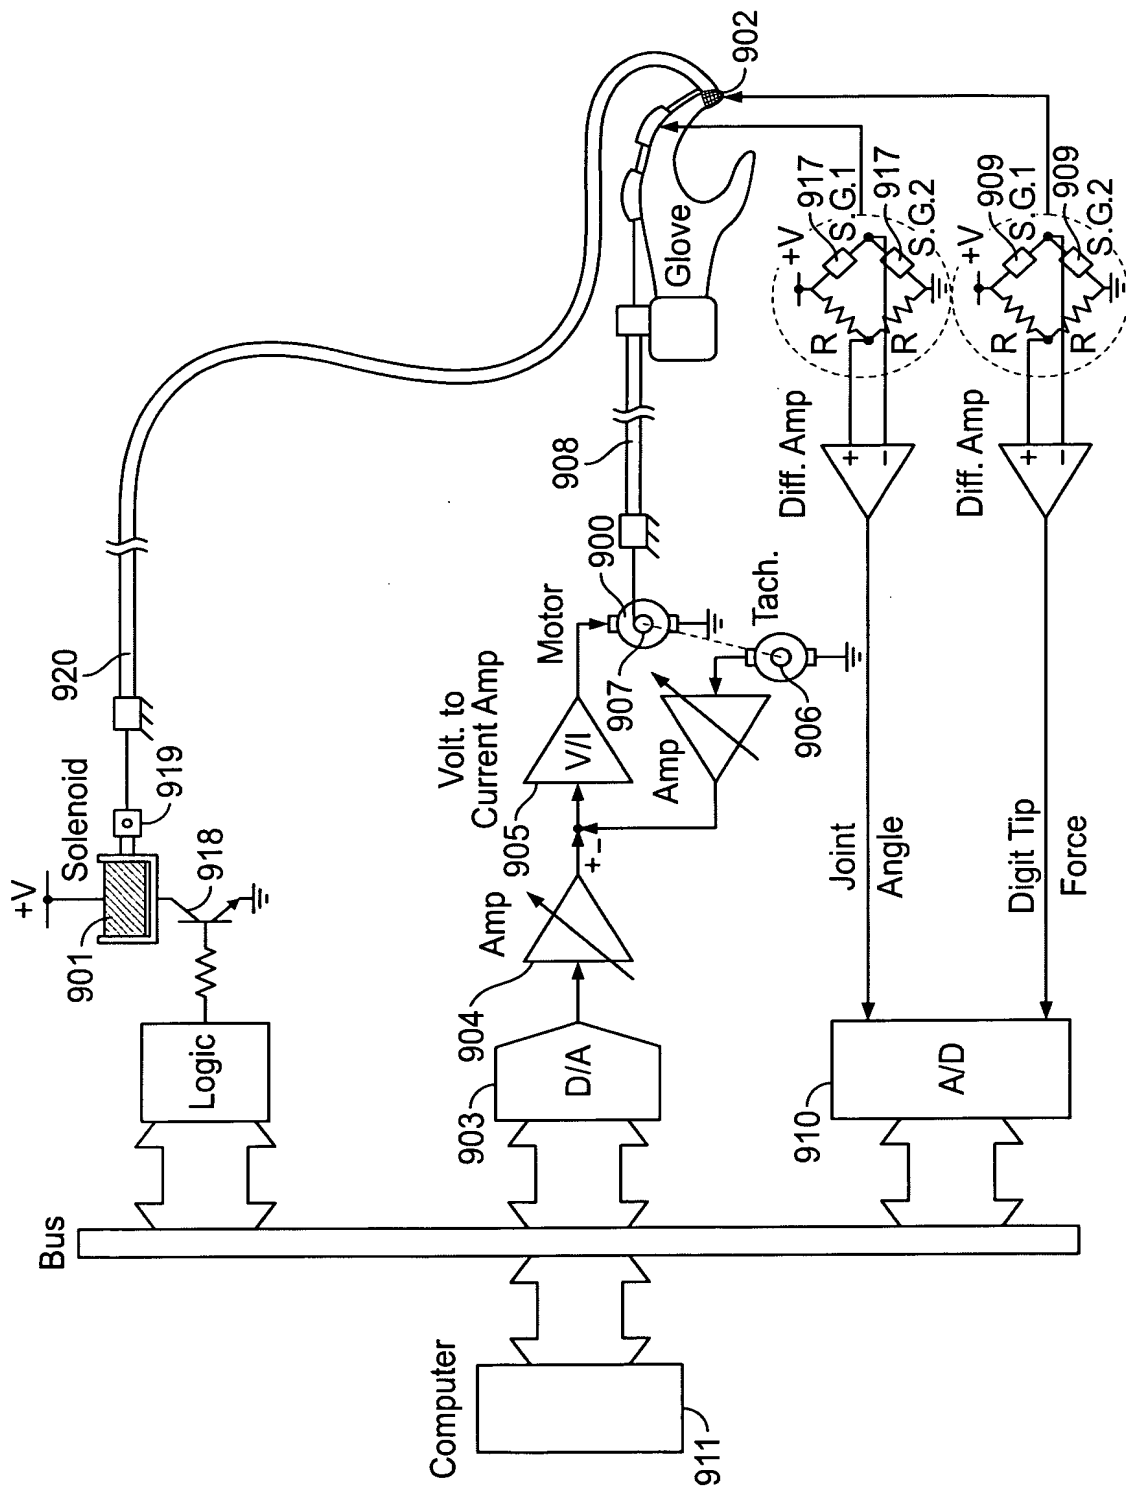 +V
Solenoid
901
919
918
920
Logic
902
Bus
Computer
911
903
D/A
904
Amp
+
−
905
Volt. to
Current Amp
V/I
Motor
900
907
908
Glove
Amp
906
Tach.
910
A/D
Joint
Angle
Diff. Amp
+
−
+V
917
S.G.1
917
S.G.2
R
R
Digit Tip
Force
Diff. Amp
+
−
+V
909
S.G.1
909
S.G.2
R
R